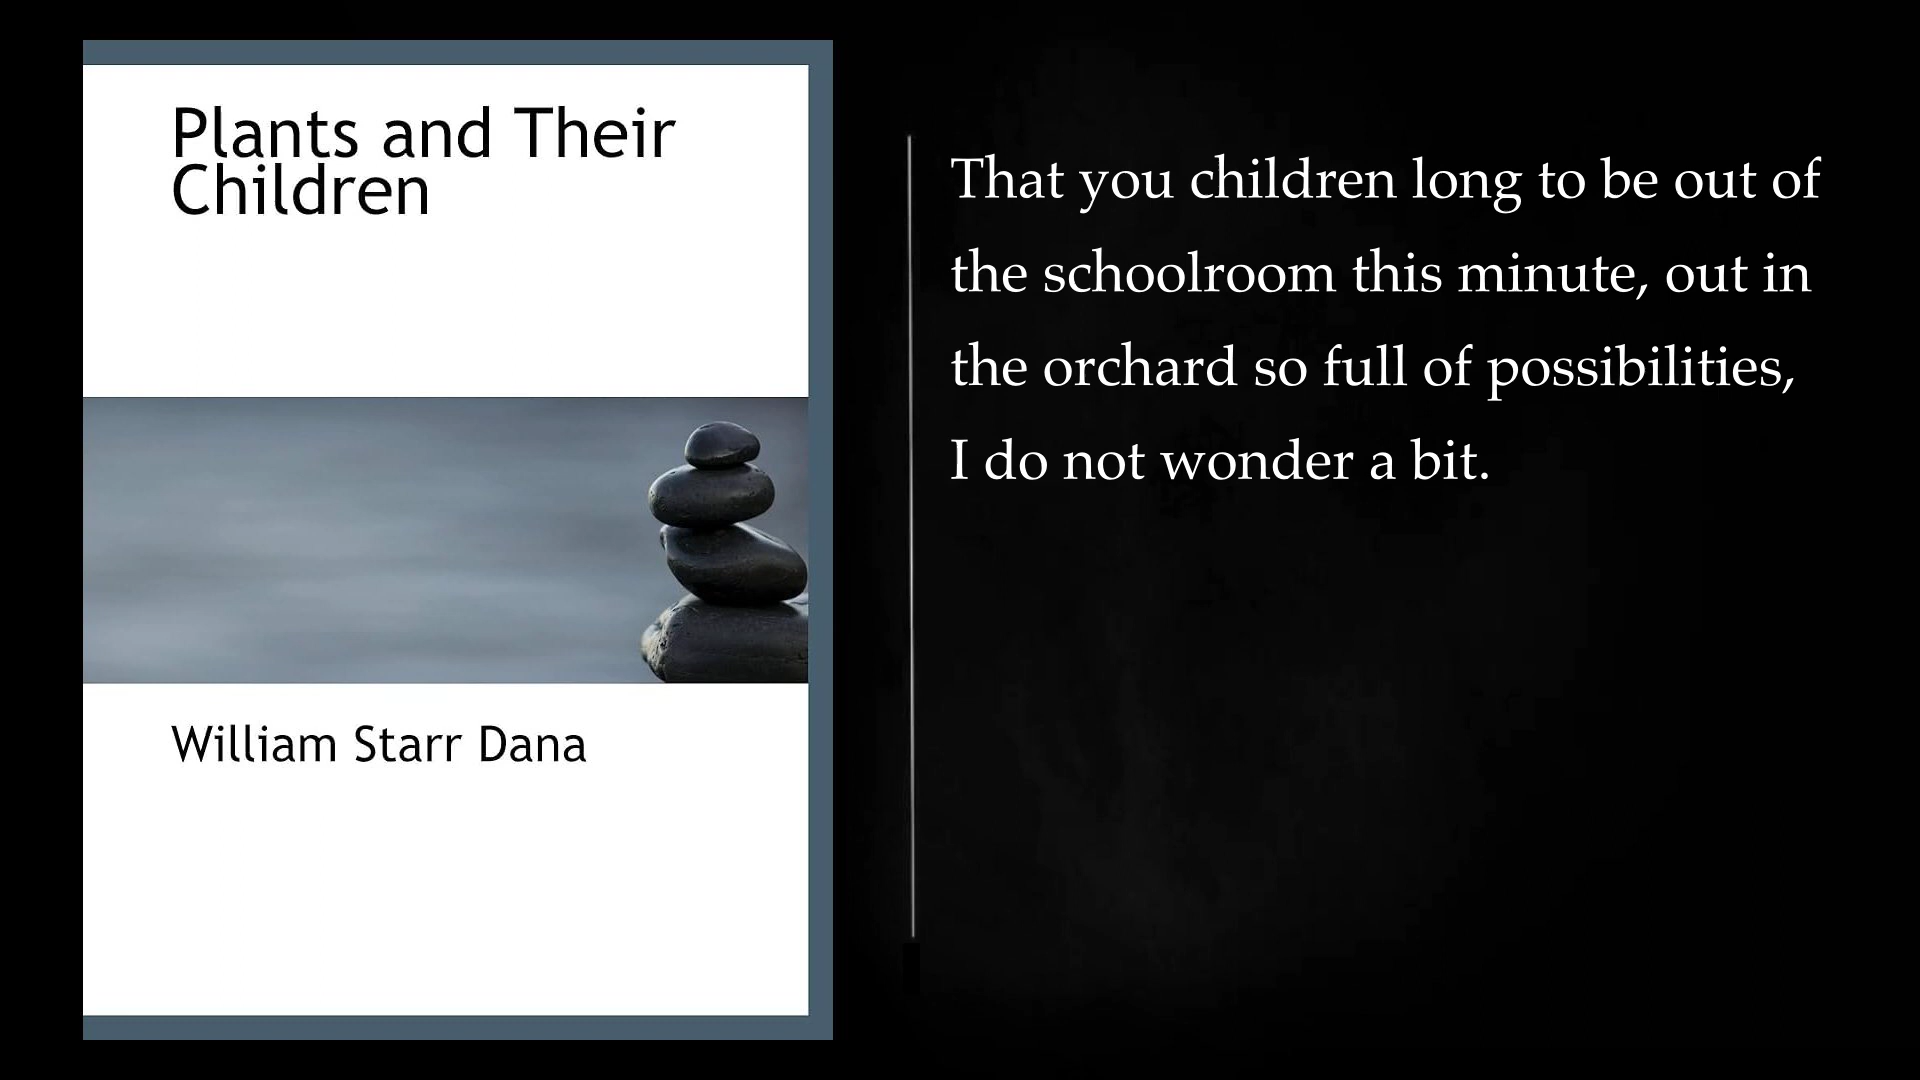 Plants and Their
Children
William Starr Dana
That you children long to be out of
the schoolroom this minute, out in
the orchard so full of possibilities,
I do not wonder a bit.